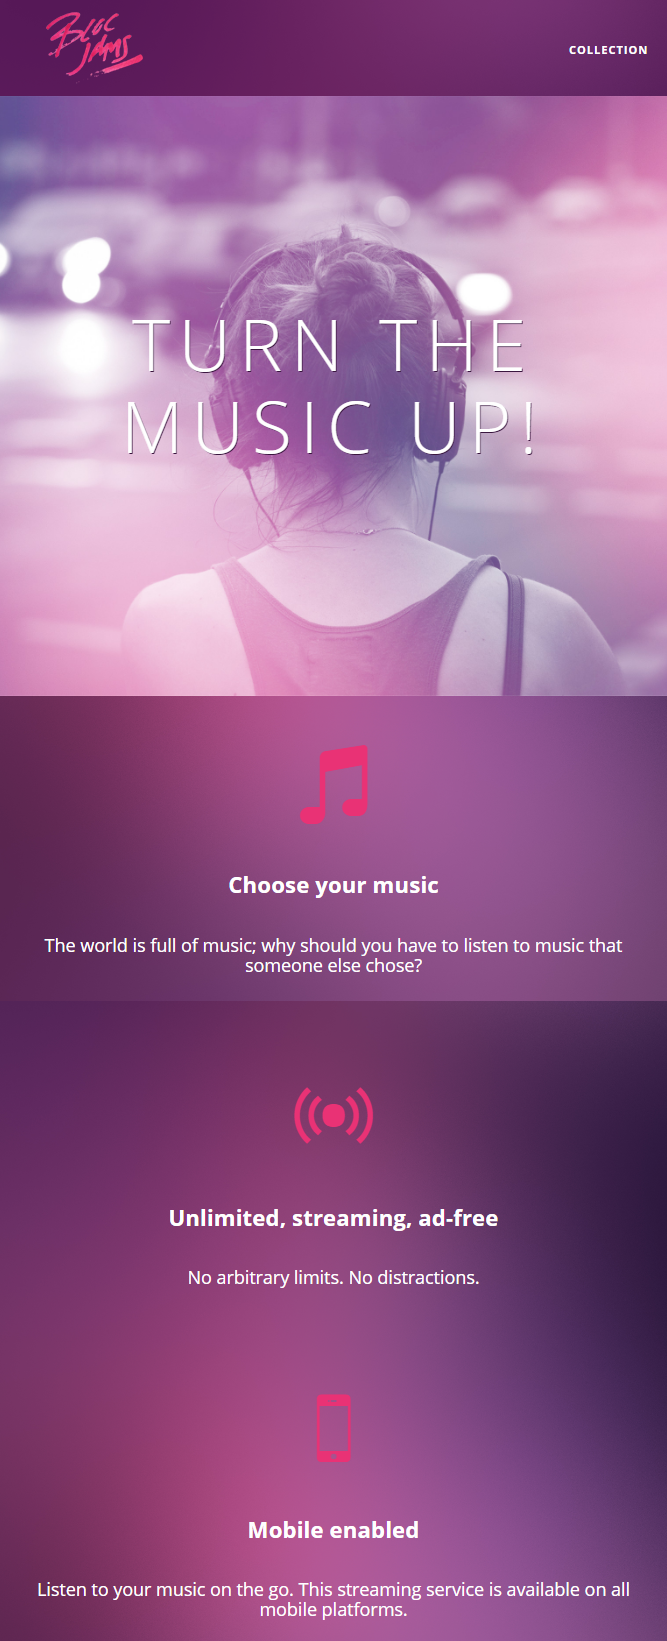 BLOC
JAMS
COLLECTION
TURN THE
MUSIC UP!
Choose your music
The world is full of music; why should you have to listen to music that
someone else chose?
Unlimited, streaming, ad-free
No arbitrary limits. No distractions.
Mobile enabled
Listen to your music on the go. This streaming service is available on all
mobile platforms.